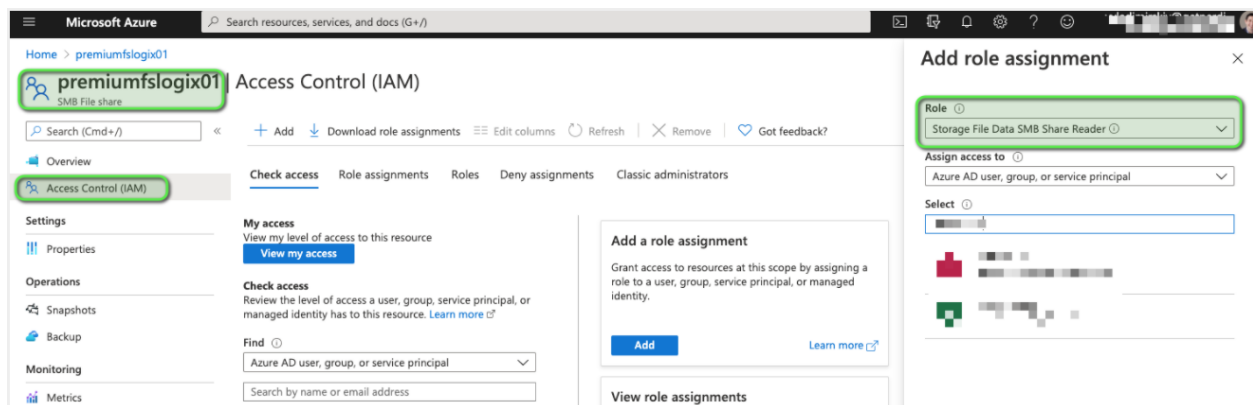 Microsoft Azure
Search resources, services, and docs (G+/)
Home > premiumfslogix01
premiumfslogix01 | Access Control (IAM)
SMB File share
Search (Cmd+/)
«
Overview
Access Control (IAM)
Settings
Properties
Operations
Snapshots
Backup
Monitoring
Metrics
+ Add
Download role assignments
Edit columns
Refresh
Remove
Got feedback?
Check access
Role assignments
Roles
Deny assignments
Classic administrators
My access
View my level of access to this resource
View my access
Check access
Review the level of access a user, group, service principal, or
managed identity has to this resource. Learn more
Find
Azure AD user, group, or service principal
Search by name or email address
Add a role assignment
Grant access to resources at this scope by assigning a
role to a user, group, service principal, or managed
identity.
Add
Learn more
View role assignments
Add role assignment
Role
Storage File Data SMB Share Reader
Assign access to
Azure AD user, group, or service principal
Select